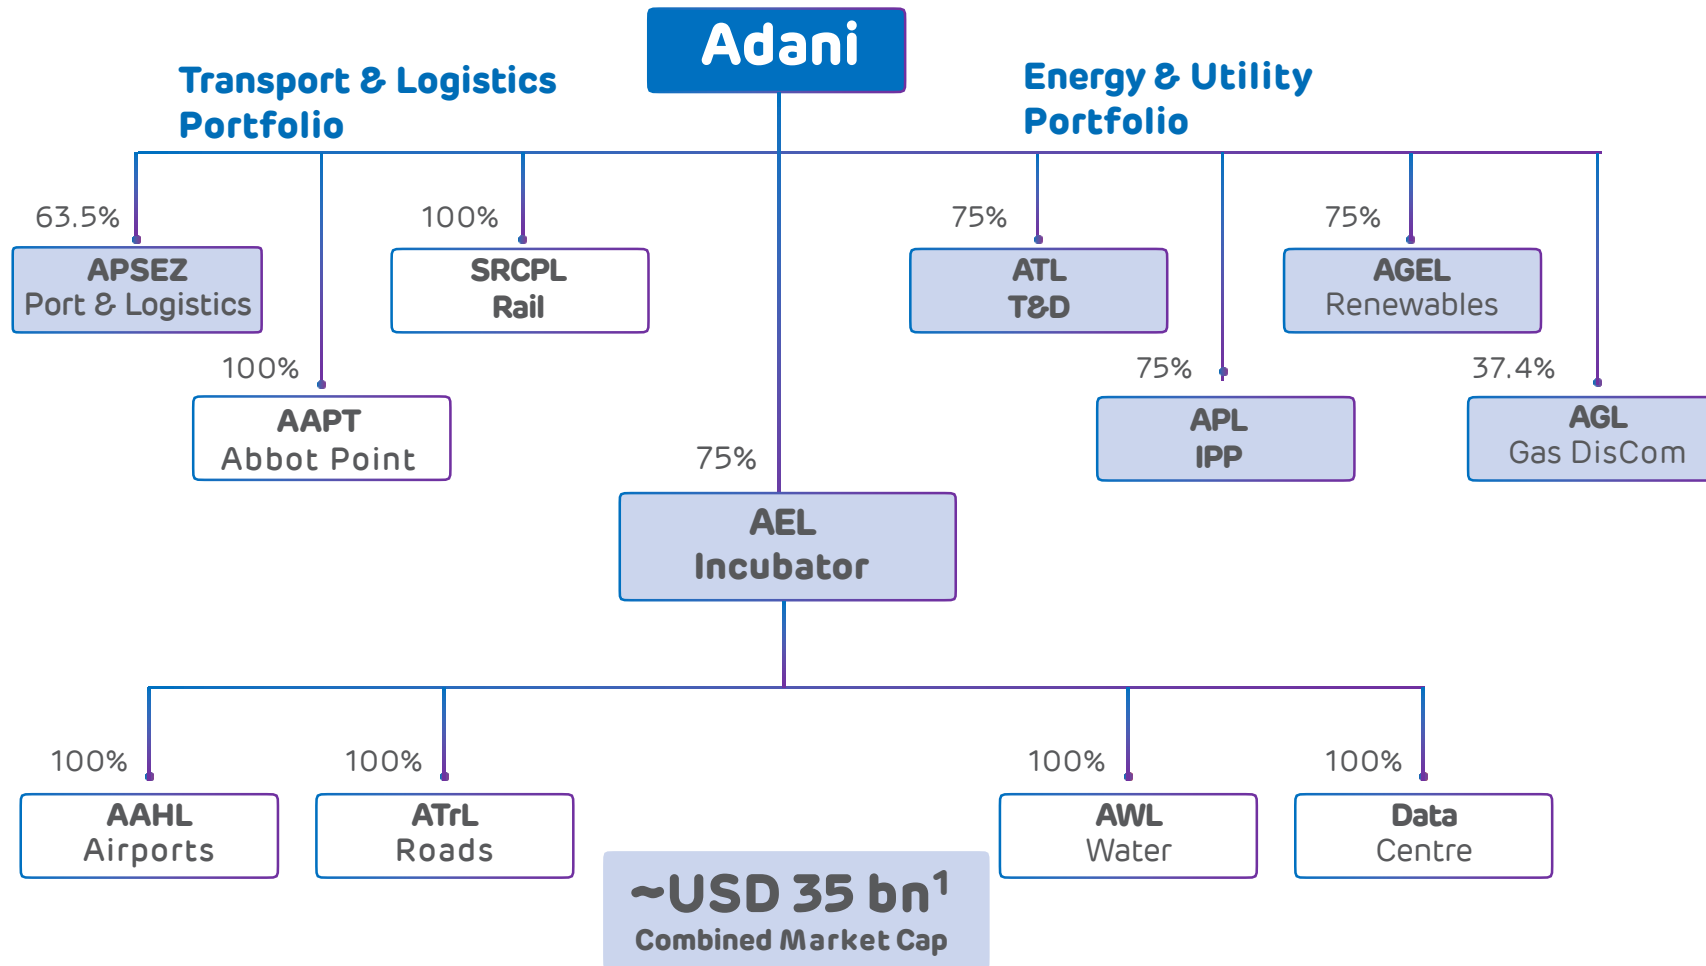 Adani
Transport & Logistics
Portfolio
Energy & Utility
Portfolio
63.5%
APSEZ
Port & Logistics
100%
SRCPL
Rail
75%
ATL
T&D
75%
AGEL
Renewables
100%
AAPT
Abbot Point
75%
APL
IPP
37.4%
AGL
Gas DisCom
75%
AEL
Incubator
100%
AAHL
Airports
100%
ATrL
Roads
100%
AWL
Water
100%
Data
Centre
~USD 35 bn¹
Combined Market Cap